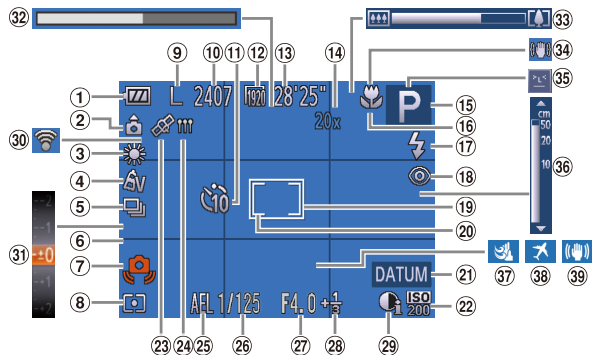 32
33
9 10 11 12 13 14
34
1 L 2407 1920 28'25" P 35
2 20x 15
30 16 cm
50
3 17 20
4 10 18 36
5 10 19
--2
--1
31 -±0 6 20
-+1
-+2
7 DATUM 21 37 38 39
8 AEL 1/125 F4.0 +1/3 i ISO
200 22
23 24 25 26 27 28 29